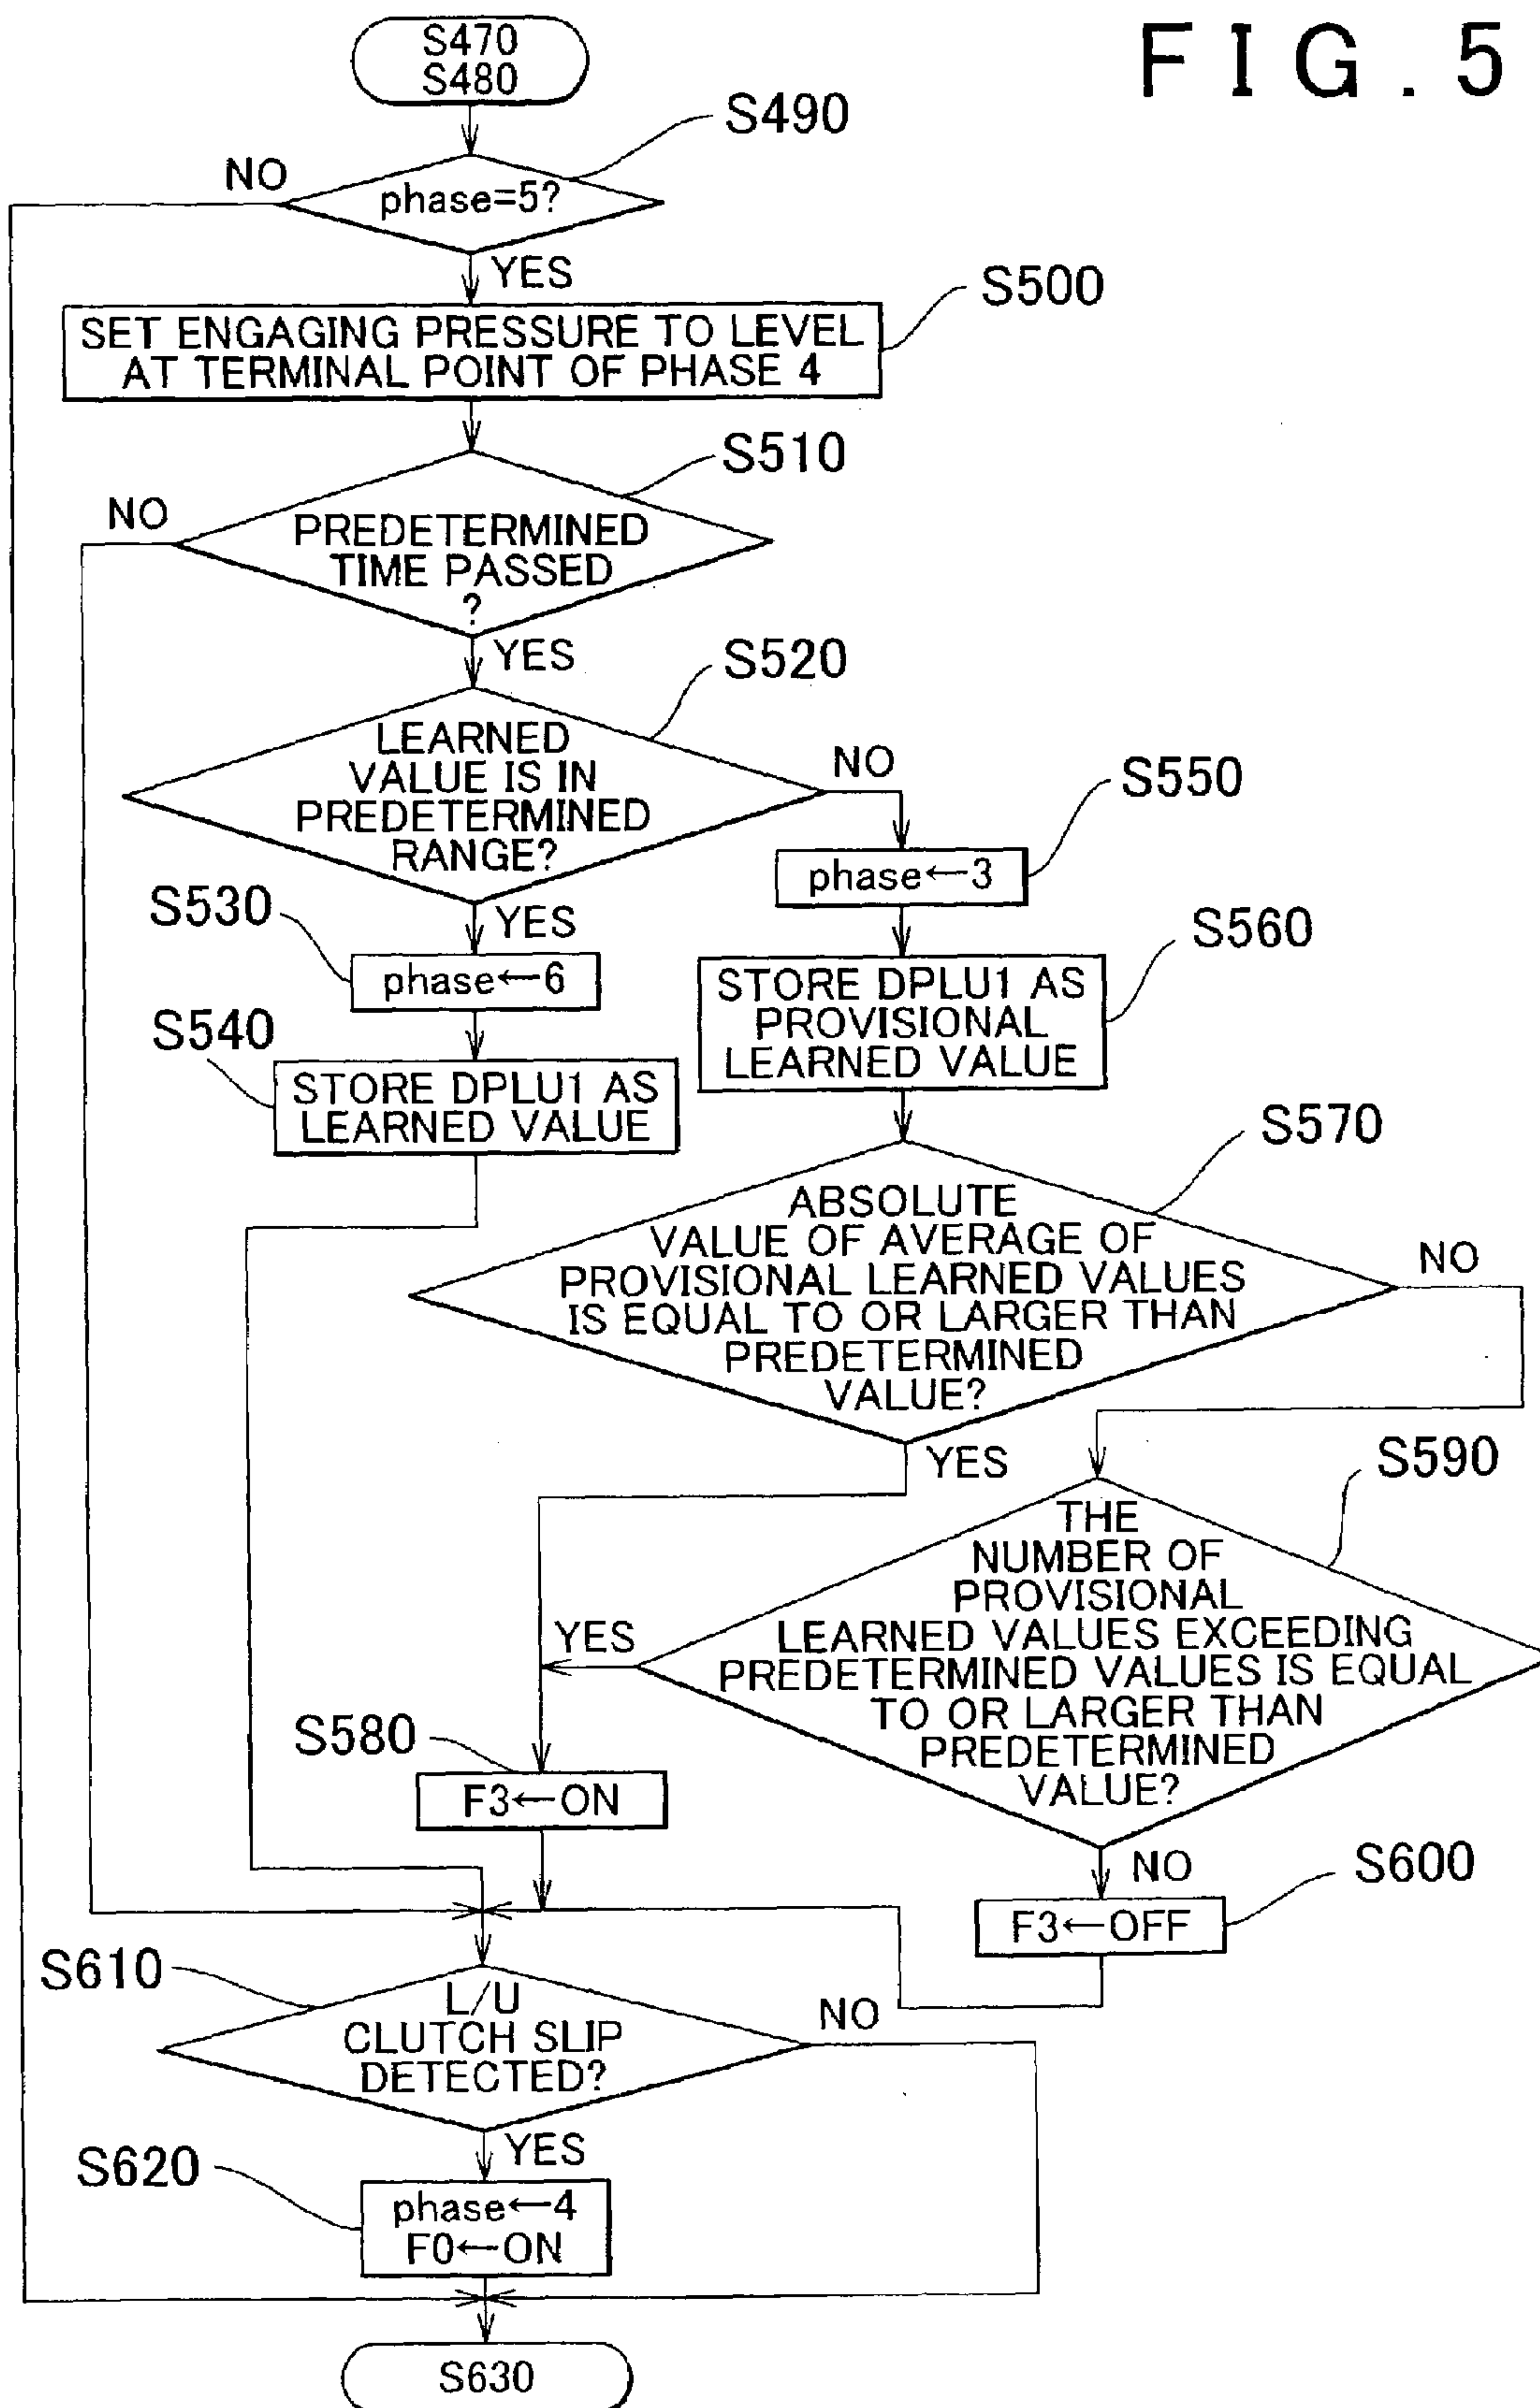 FIG.5
S470
S480
S490
NO
phase=5?
YES
S500
SET ENGAGING PRESSURE TO LEVEL
AT TERMINAL POINT OF PHASE 4
S510
NO
PREDETERMINED
TIME PASSED
?
YES
S520
LEARNED
VALUE IS IN
PREDETERMINED
RANGE?
NO
S550
phase←3
S530
YES
phase←6
S560
STORE DPLU1 AS
PROVISIONAL
LEARNED VALUE
S540
STORE DPLU1 AS
LEARNED VALUE
S570
ABSOLUTE
VALUE OF AVERAGE OF
PROVISIONAL LEARNED VALUES
IS EQUAL TO OR LARGER THAN
PREDETERMINED
VALUE?
NO
YES
S590
THE
NUMBER OF
PROVISIONAL
LEARNED VALUES EXCEEDING
PREDETERMINED VALUES IS EQUAL
TO OR LARGER THAN
PREDETERMINED
VALUE?
YES
S580
F3←ON
NO
S600
F3←OFF
S610
L/U
CLUTCH SLIP
DETECTED?
NO
YES
S620
phase←4
F0←ON
S630